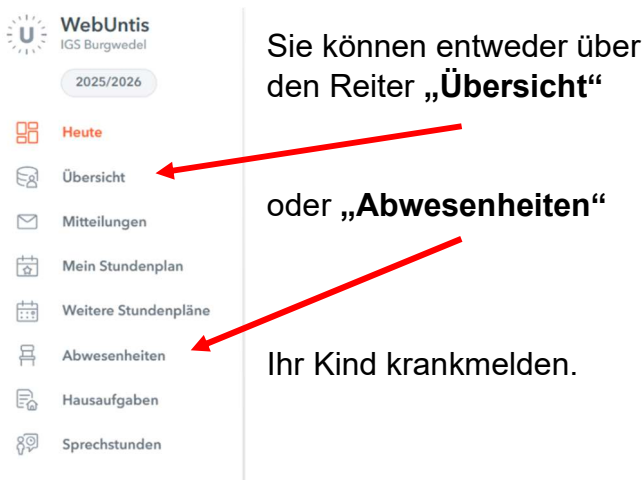 WebUntis
IGS Burgwedel
2025/2026
Heute
Übersicht
Mitteilungen
Mein Stundenplan
Weitere Stundenpläne
Abwesenheiten
Hausaufgaben
Sprechstunden
Sie können entweder über
den Reiter „Übersicht“
oder „Abwesenheiten“
Ihr Kind krankmelden.